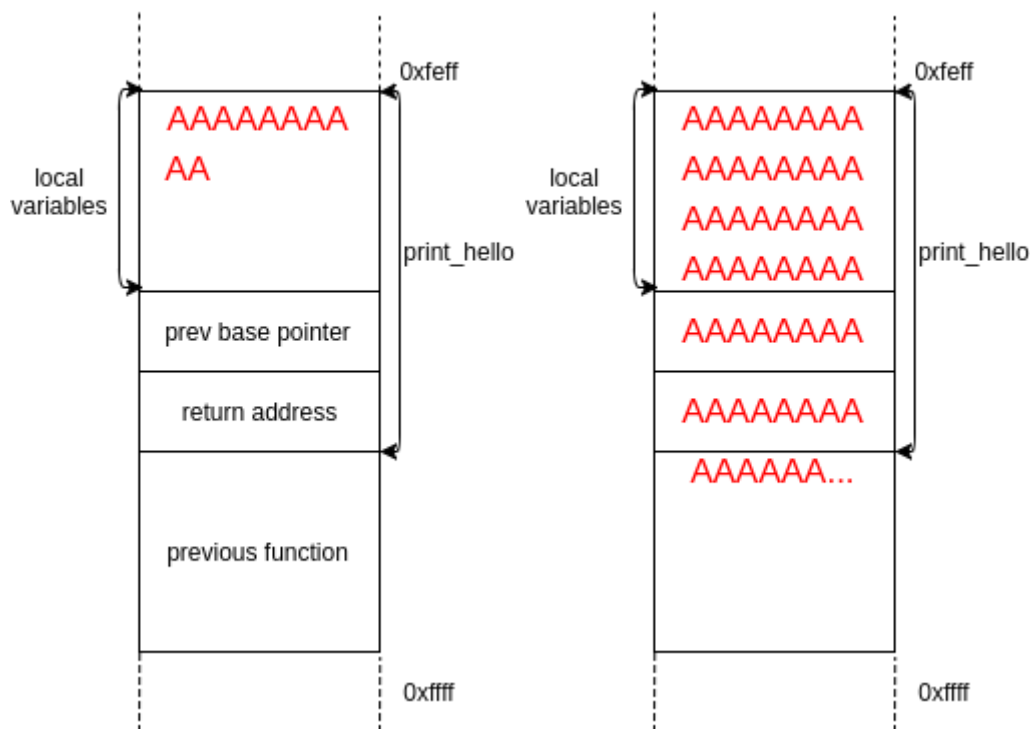 0xfeff
AAAAAAAA
AA
local
variables
print_hello
prev base pointer
return address
previous function
0xffff
0xfeff
AAAAAAAA
AAAAAAAA
AAAAAAAA
AAAAAAAA
local
variables
print_hello
AAAAAAAA
AAAAAAAA
AAAAAA...
0xffff